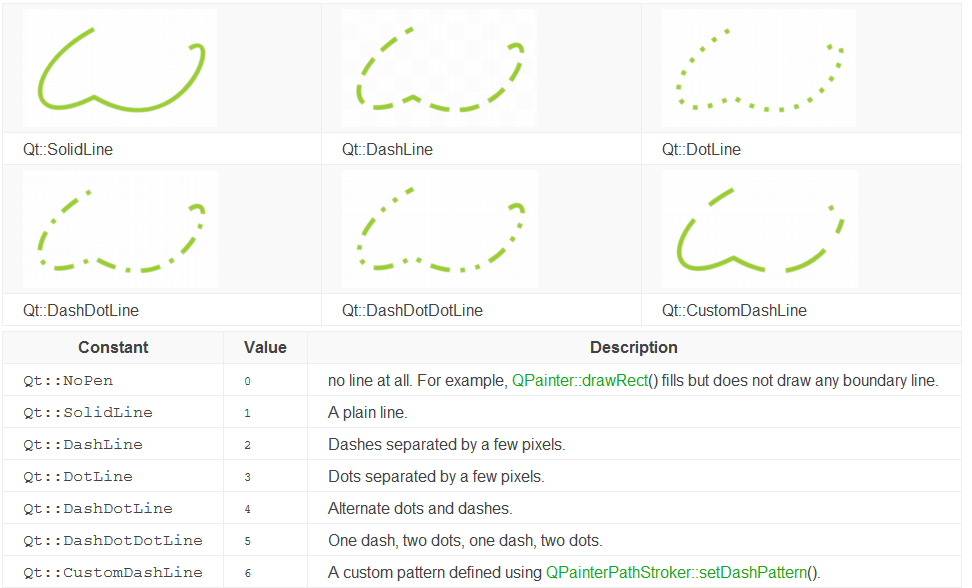 Qt::SolidLine Qt::DashLine Qt::DotLine
Qt::DashDotLine Qt::DashDotDotLine Qt::CustomDashLine
Constant Value Description
Qt::NoPen 0 no line at all. For example, QPainter::drawRect() fills but does not draw any boundary line.
Qt::SolidLine 1 A plain line.
Qt::DashLine 2 Dashes separated by a few pixels.
Qt::DotLine 3 Dots separated by a few pixels.
Qt::DashDotLine 4 Alternate dots and dashes.
Qt::DashDotDotLine 5 One dash, two dots, one dash, two dots.
Qt::CustomDashLine 6 A custom pattern defined using QPainterPathStroker::setDashPattern().